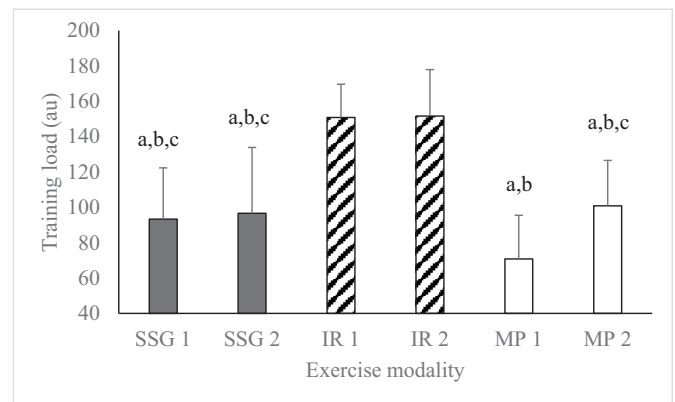 200
180
160
140
120
100
80
60
40
Training load (au)
a,b,c
a,b,c
a,b
a,b,c
SSG 1 SSG 2 IR 1 IR 2 MP 1 MP 2
Exercise modality